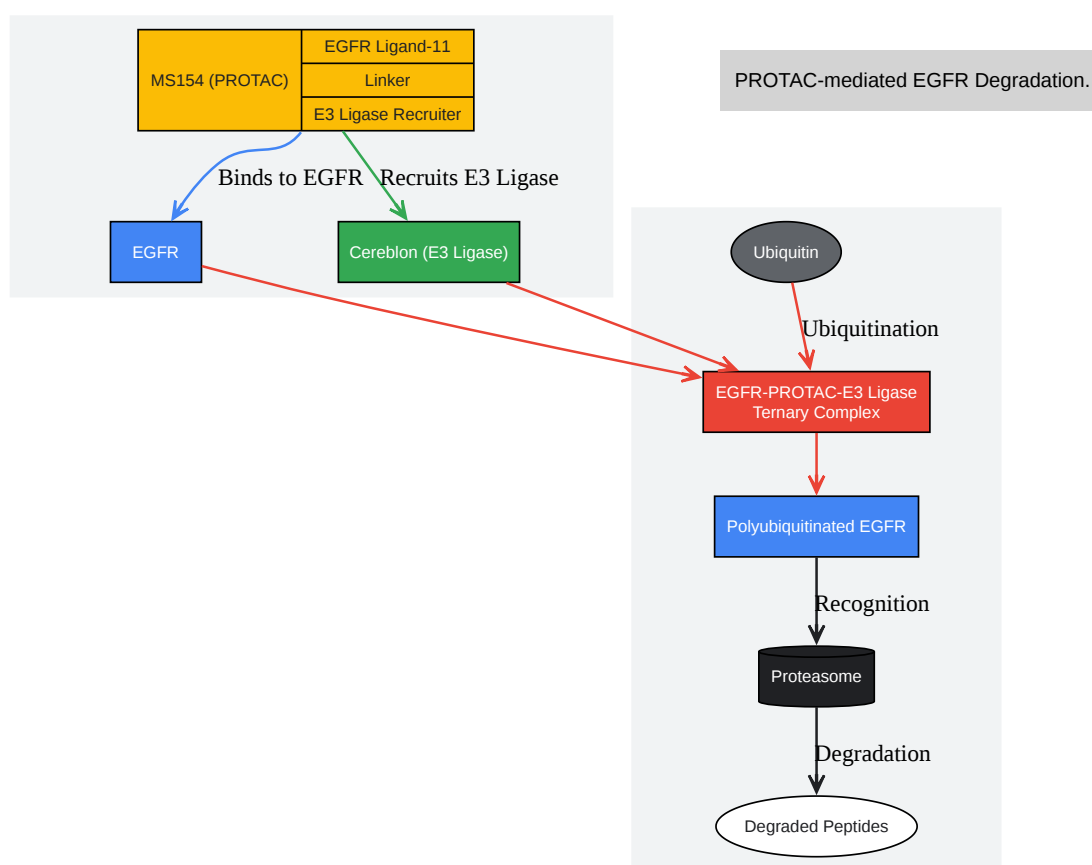 MS154 (PROTAC)
EGFR Ligand-11
Linker
E3 Ligase Recruiter
PROTAC-mediated EGFR Degradation.
Binds to EGFR
Recruits E3 Ligase
EGFR
Cereblon (E3 Ligase)
Ubiquitin
Ubiquitination
EGFR-PROTAC-E3 Ligase
Ternary Complex
Polyubiquitinated EGFR
Recognition
Proteasome
Degradation
Degraded Peptides